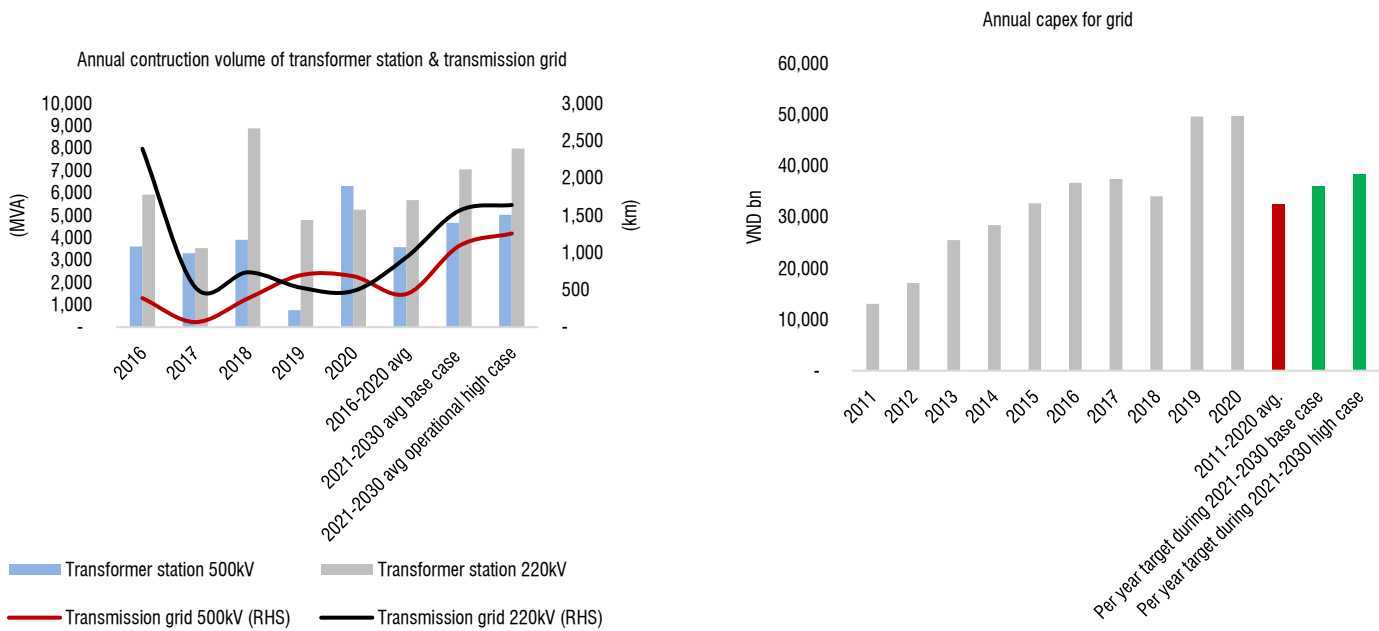 Annual contruction volume of transformer station & transmission grid
10,000
9,000
8,000
7,000
6,000
5,000
4,000
3,000
2,000
1,000
-
(MVA)
3,000
2,500
2,000
1,500
1,000
500
-
(km)
2016
2017
2018
2019
2020
2016-2020 avg
2021-2030 avg base case
2021-2030 avg operational high case
Transformer station 500kV
Transformer station 220kV
Transmission grid 500kV (RHS)
Transmission grid 220kV (RHS)
Annual capex for grid
60,000
50,000
40,000
30,000
20,000
10,000
-
VND bn
2011
2012
2013
2014
2015
2016
2017
2018
2019
2020
2011-2020 avg.
Per year target during 2021-2030 base case
Per year target during 2021-2030 high case